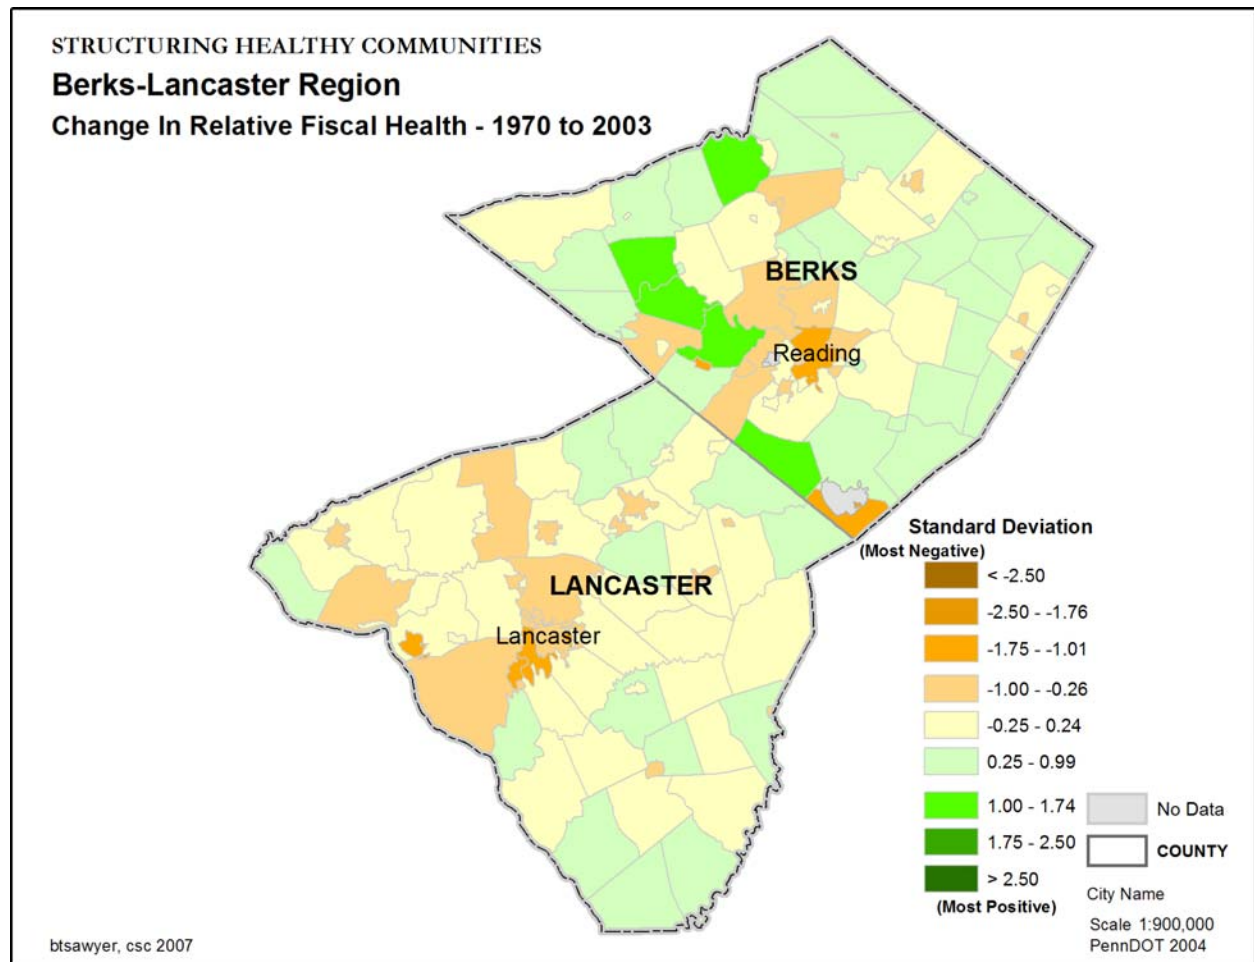 STRUCTURING HEALTHY COMMUNITIES
Berks-Lancaster Region
Change In Relative Fiscal Health - 1970 to 2003
BERKS
Reading
LANCASTER
Lancaster
Standard Deviation
(Most Negative)
< -2.50
-2.50 - -1.76
-1.75 - -1.01
-1.00 - -0.26
-0.25 - 0.24
0.25 - 0.99
1.00 - 1.74
1.75 - 2.50
> 2.50
(Most Positive)
No Data
COUNTY
City Name
Scale 1:900,000
PennDOT 2004
btsawyer, csc 2007